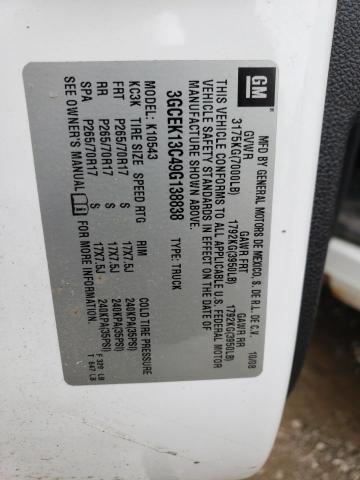 GM
MFD BY GENERAL MOTORS DE MEXICO, S. DE R.L. DE C.V. 10/08
GVWR GAWR FRT GAWR RR
3175KG(7000LB) 1792KG(3950LB) 1792KG(3950LB)
THIS VEHICLE CONFORMS TO ALL APPLICABLE U.S. FEDERAL MOTOR
VEHICLE SAFETY STANDARDS IN EFFECT ON THE DATE OF
MANUFACTURE SHOWN ABOVE.
3GCEK13C49G138838 TYPE: TRUCK
MODEL: K10543
KC3K TIRE SIZE SPEED RTG RIM COLD TIRE PRESSURE
FRT P265/70R17 S 17X7.5J 240KPA(35PSI)
RR P265/70R17 S 17X7.5J 240KPA(35PSI)
SPA P265/70R17 S 17X7.5J 240KPA(35PSI)
SEE OWNER'S MANUAL FOR MORE INFORMATION.
F 329 LB
T 647 LB